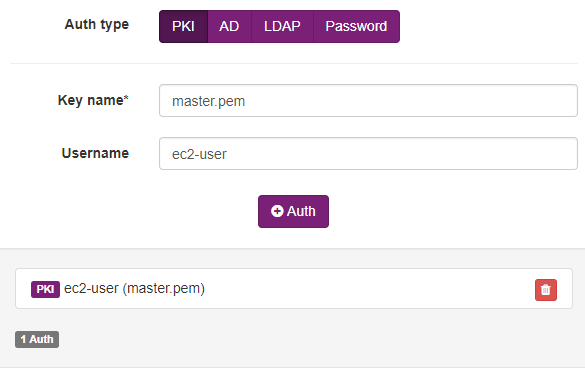 Auth type PKI AD LDAP Password
Key name* master.pem
Username ec2-user
Auth
PKI ec2-user (master.pem)
1 Auth